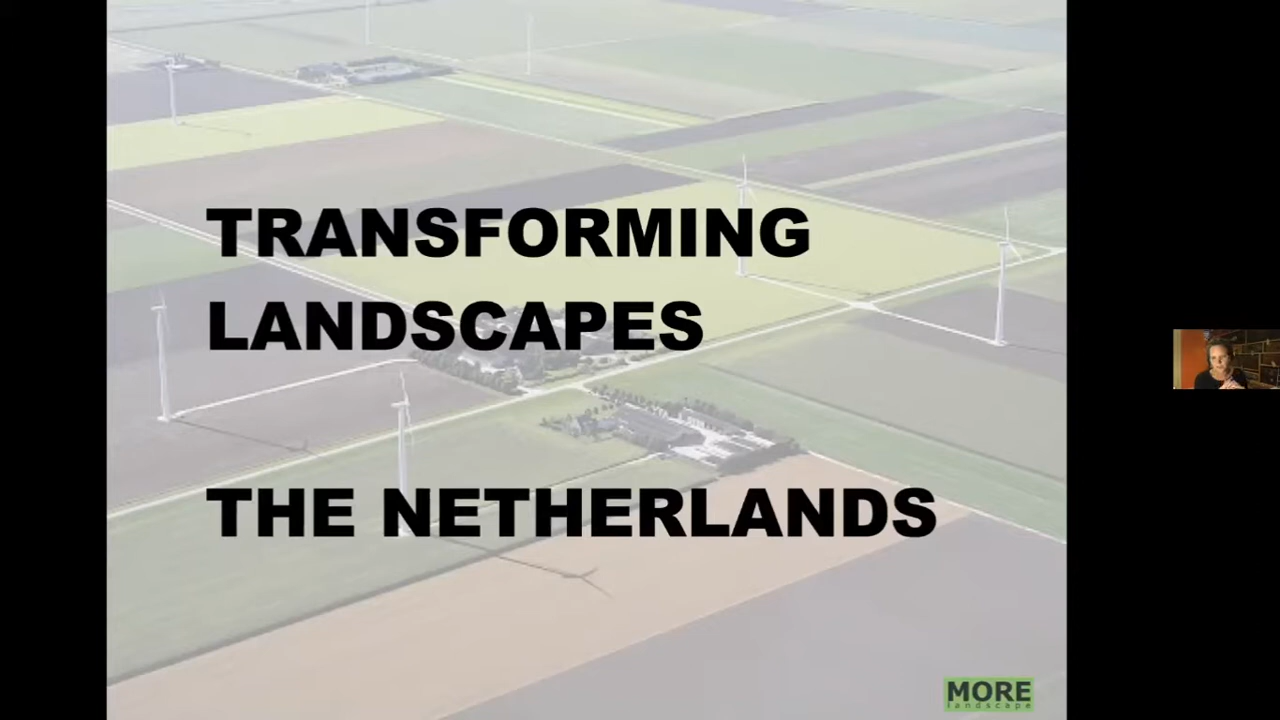 TRANSFORMING
LANDSCAPES
THE NETHERLANDS
MORE
landscape